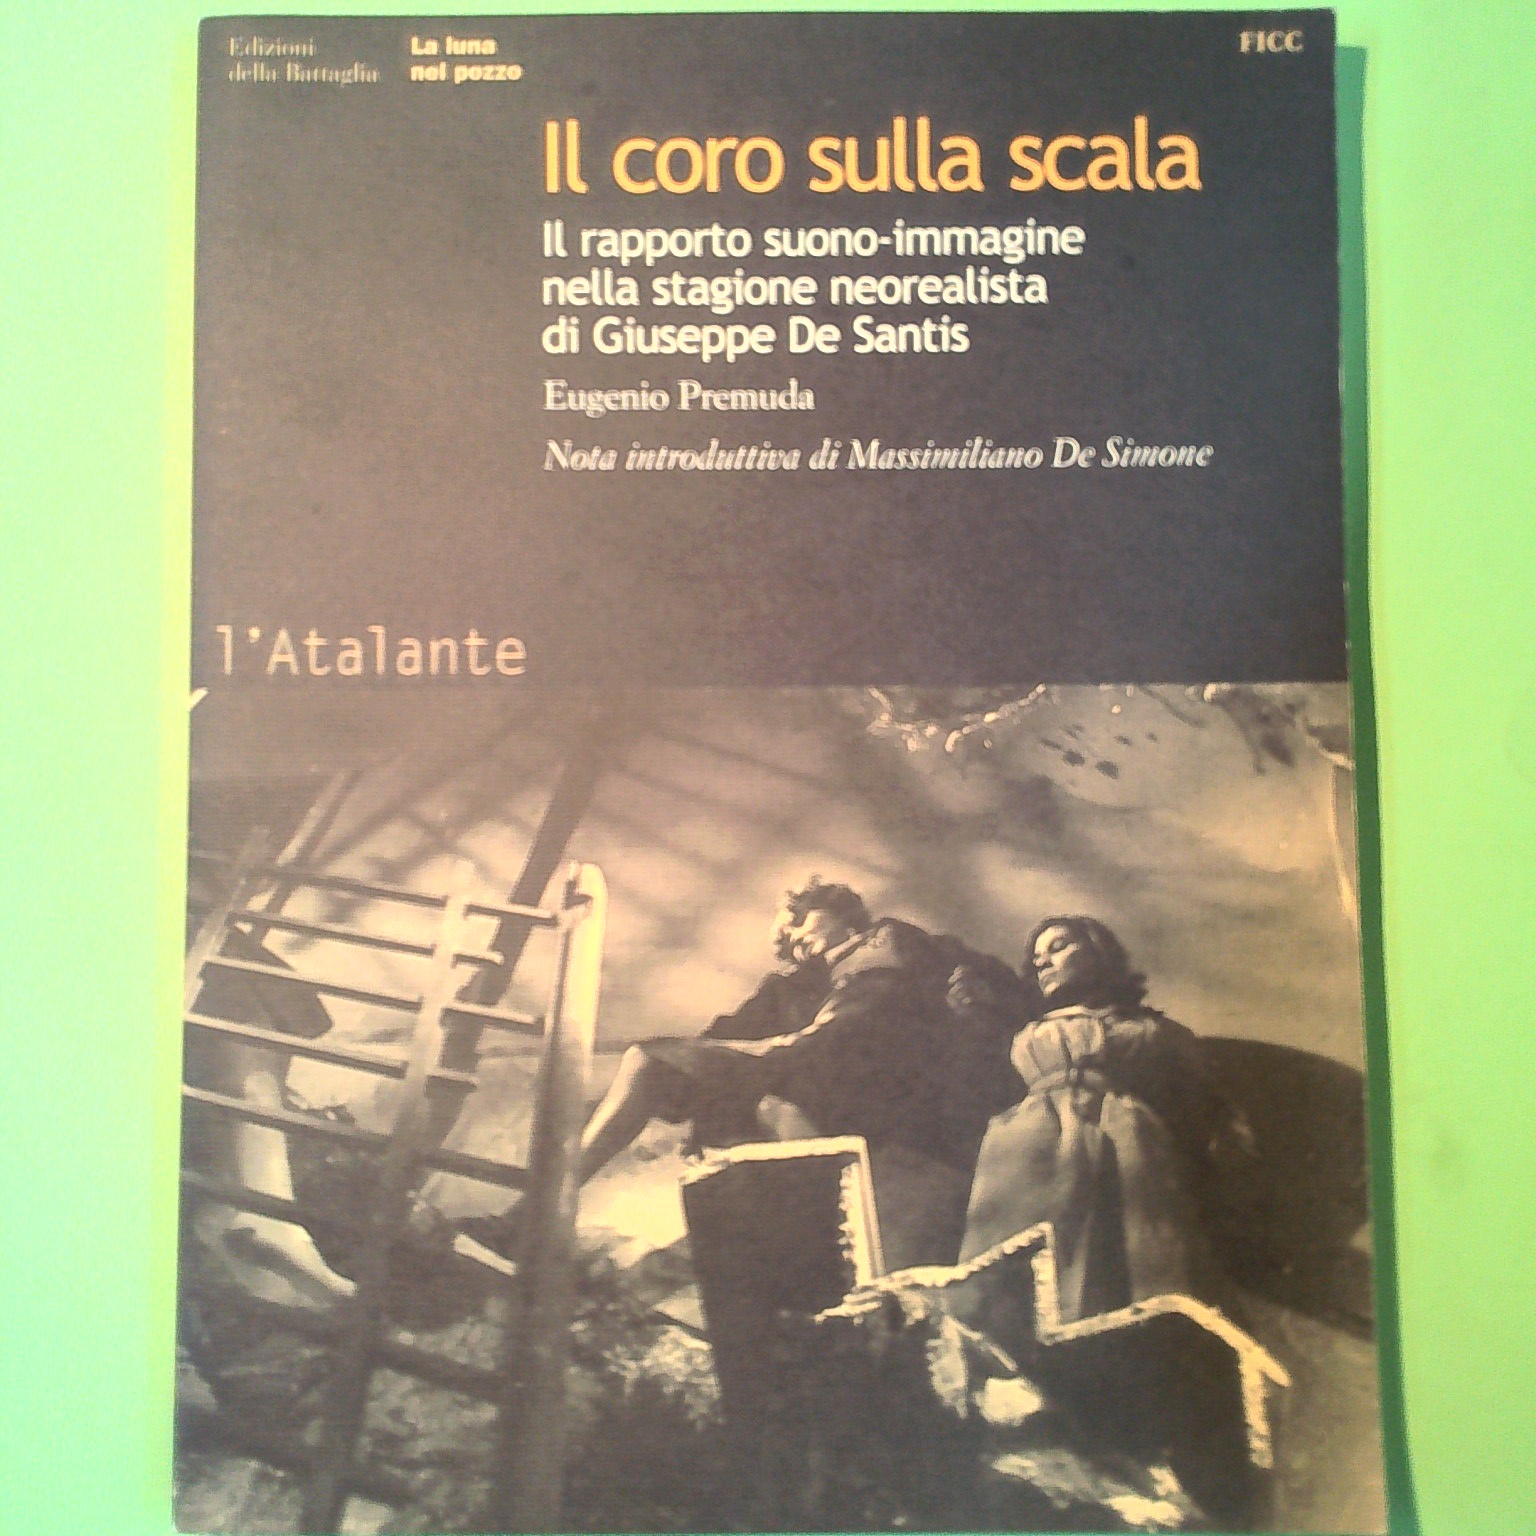 Edizioni
della Battaglia
La luna
nel pozzo
FICC
Il coro sulla scala
Il rapporto suono-immagine
nella stagione neorealista
di Giuseppe De Santis
Eugenio Premuda
Nota introduttiva di Massimiliano De Simone
l'Atalante